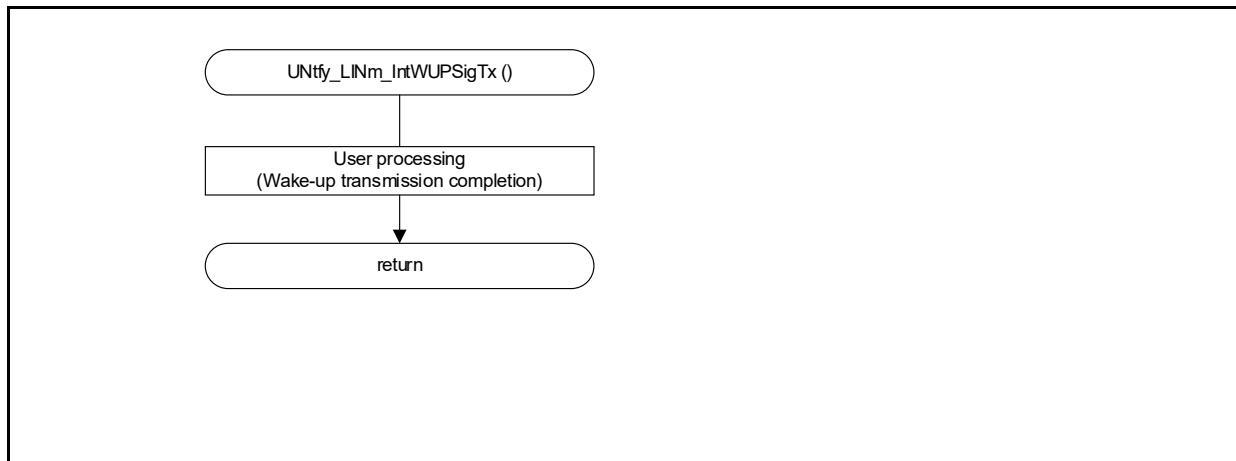 UNtfy_LINm_IntWUPSigTx ()
User processing
(Wake-up transmission completion)
return